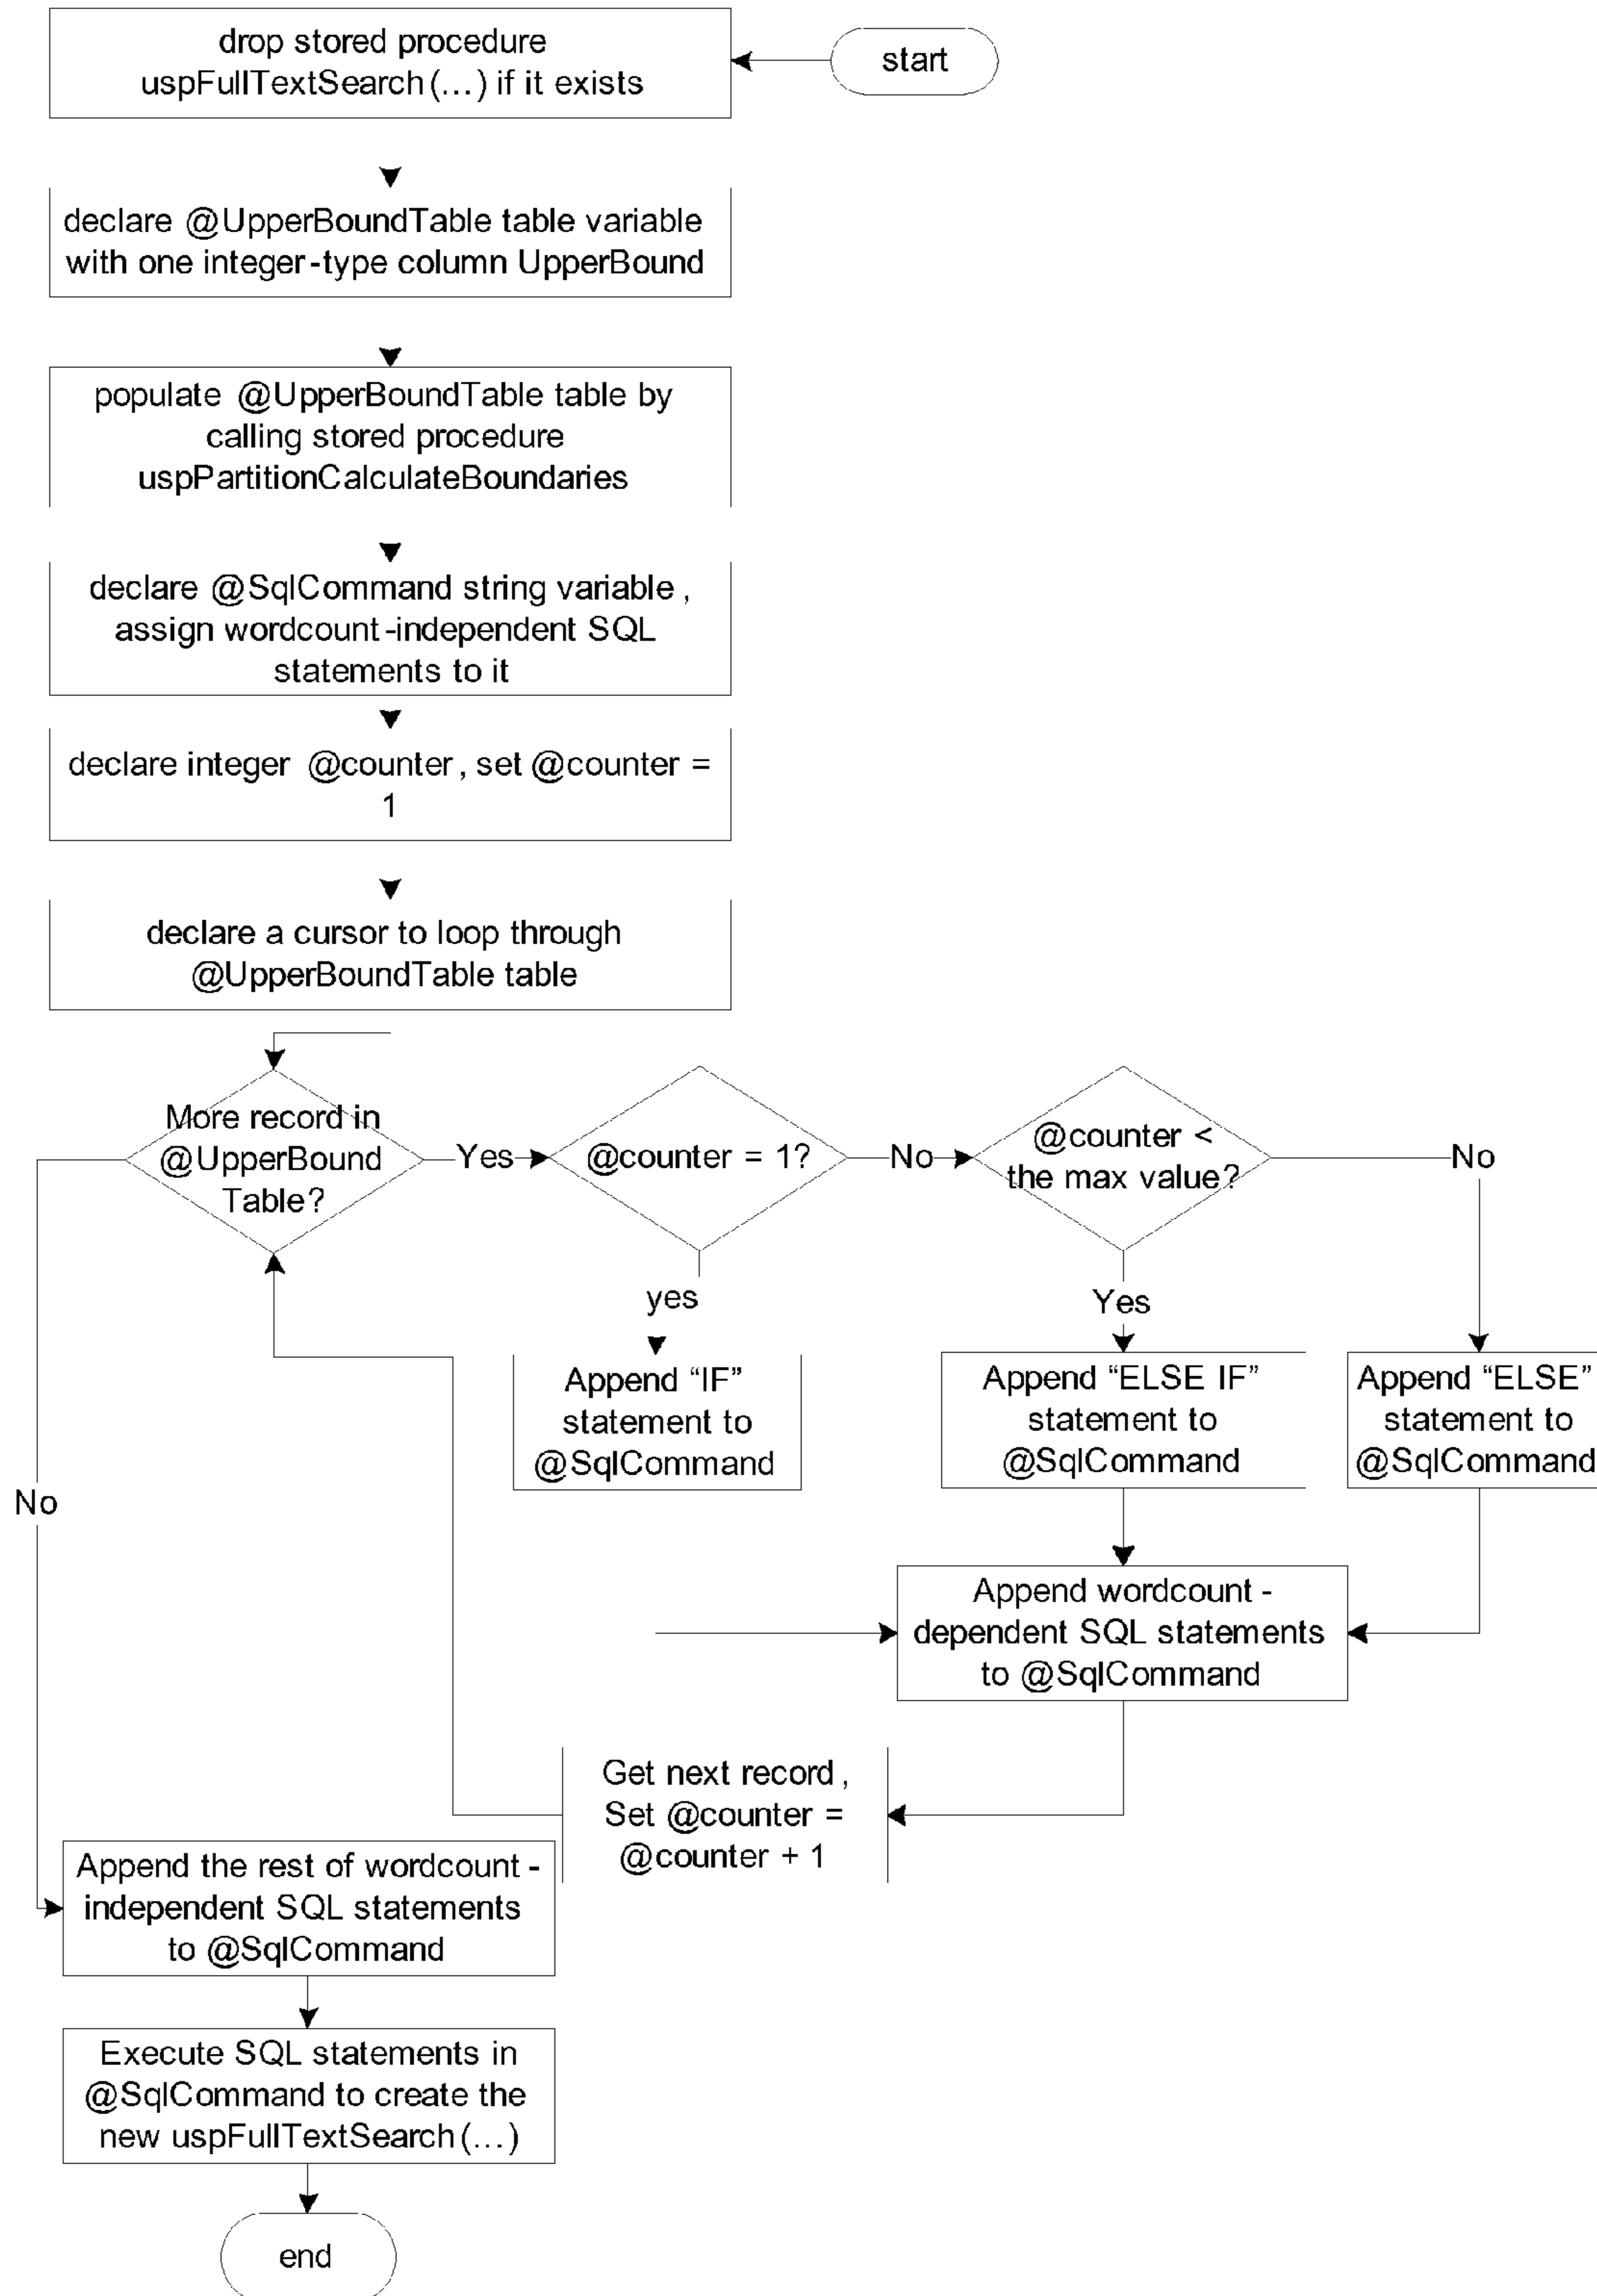 start
drop stored procedure
uspFullTextSearch(...) if it exists
declare @UpperBoundTable table variable
with one integer-type column UpperBound
populate @UpperBoundTable table by
calling stored procedure
uspPartitionCalculateBoundaries
declare @SqlCommand string variable,
assign wordcount-independent SQL
statements to it
declare integer @counter, set @counter =
1
declare a cursor to loop through
@UpperBoundTable table
More record in
@UpperBound
Table?
Yes
@counter = 1?
No
@counter <
the max value?
No
yes
Yes
Append “IF”
statement to
@SqlCommand
Append “ELSE IF”
statement to
@SqlCommand
Append “ELSE”
statement to
@SqlCommand
No
Append wordcount-
dependent SQL statements
to @SqlCommand
Get next record,
Set @counter =
@counter + 1
Append the rest of wordcount-
independent SQL statements
to @SqlCommand
Execute SQL statements in
@SqlCommand to create the
new uspFullTextSearch(...)
end